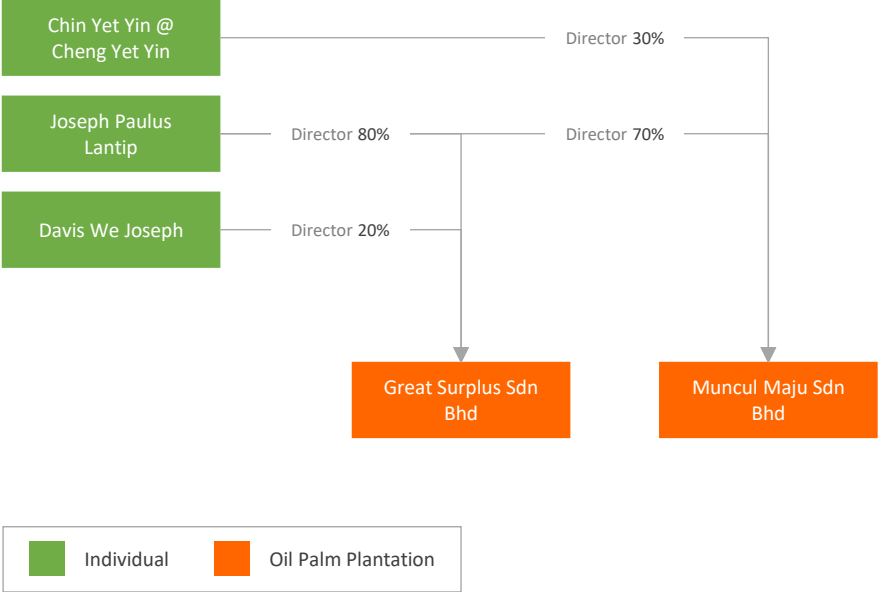 Chin Yet Yin @
Cheng Yet Yin
Director 30%
Joseph Paulus
Lantip
Director 80%
Director 70%
Davis We Joseph
Director 20%
Great Surplus Sdn
Bhd
Muncul Maju Sdn
Bhd
Individual
Oil Palm Plantation